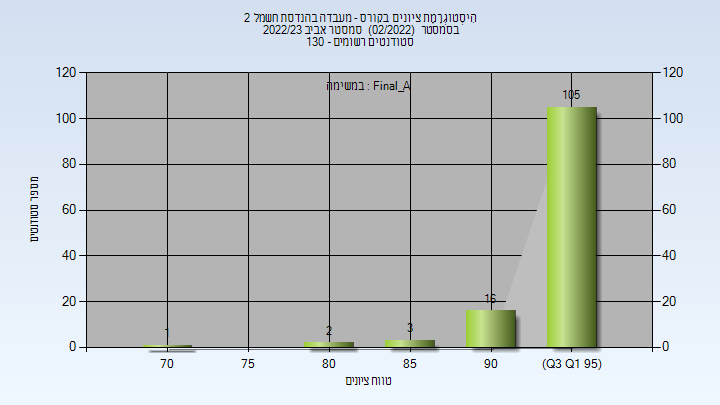 הִיסְטוֹגְרָמַת ציונים בקורס - מעבדה בהנדסת חשמל 2
בסמסטר (02/2022) סמסטר אביב 2022/23
סטודנטים רשומים - 130
במשימה : Final_A
120 120
100 100
80 80
60 60
40 40
20 20
0 0
מספר סטודנטים
1
2
3
16
105
70 75 80 85 90 (Q3 Q1 95)
טווח ציונים